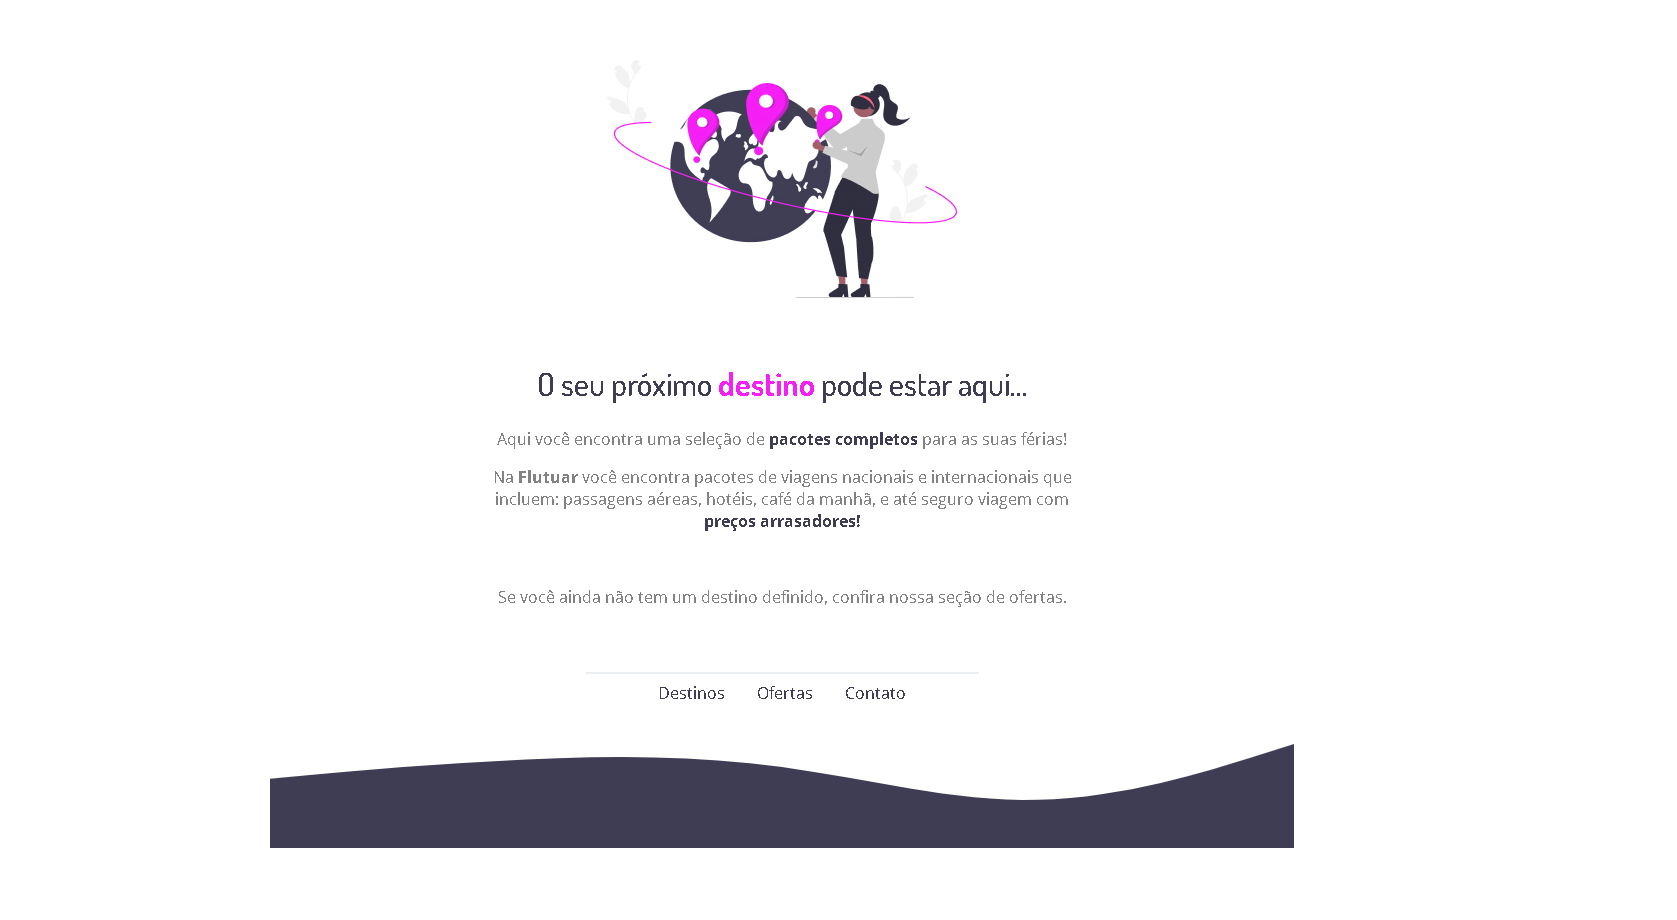 O seu próximo destino pode estar aqui...
Aqui você encontra uma seleção de pacotes completos para as suas férias!
Na Flutuar você encontra pacotes de viagens nacionais e internacionais que
incluem: passagens aéreas, hotéis, café da manhã, e até seguro viagem com
preços arrasadores!
Se você ainda não tem um destino definido, confira nossa seção de ofertas.
Destinos Ofertas Contato